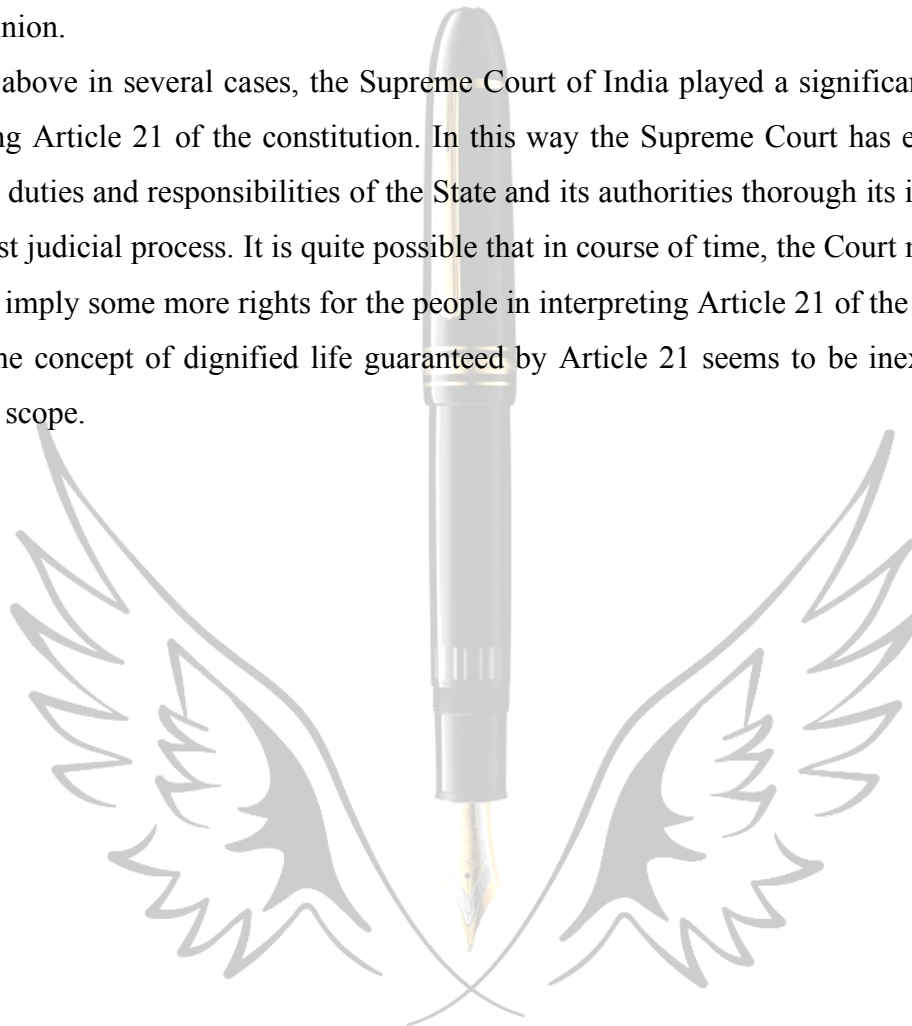 nion.
above in several cases, the Supreme Court of India played a significar
ng Article 21 of the constitution. In this way the Supreme Court has e
duties and responsibilities of the State and its authorities thorough its i
st judicial process. It is quite possible that in course of time, the Court r
imply some more rights for the people in interpreting Article 21 of the
ne concept of dignified life guaranteed by Article 21 seems to be inex
scope.